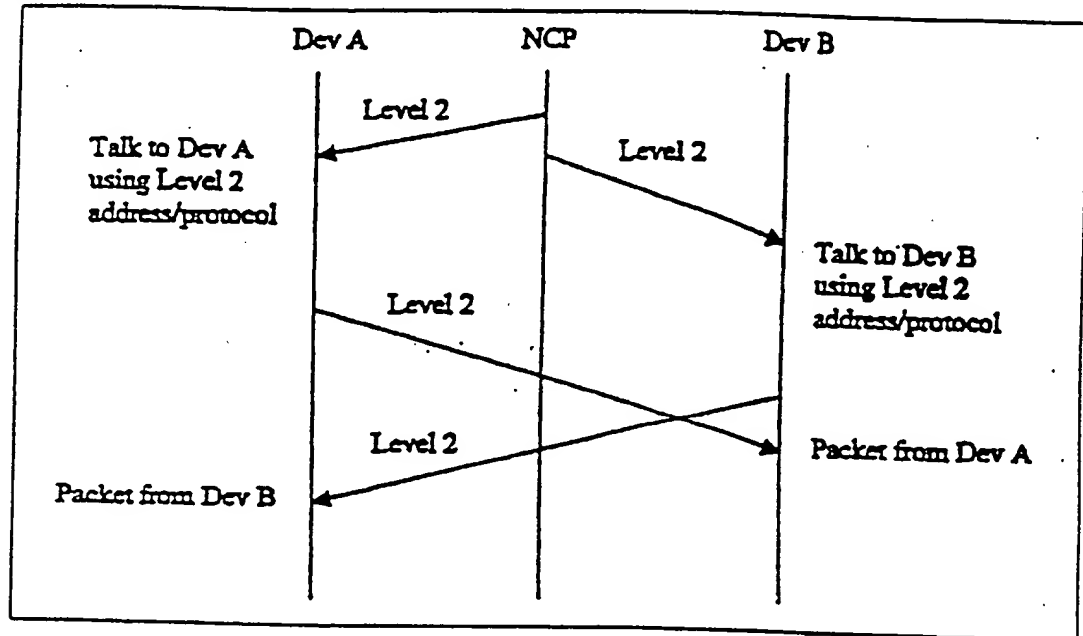 Dev A
NCP
Dev B
Level 2
Level 2
Talk to Dev A
using Level 2
address/protocol
Talk to Dev B
using Level 2
address/protocol
Level 2
Level 2
Packet from Dev A
Packet from Dev B